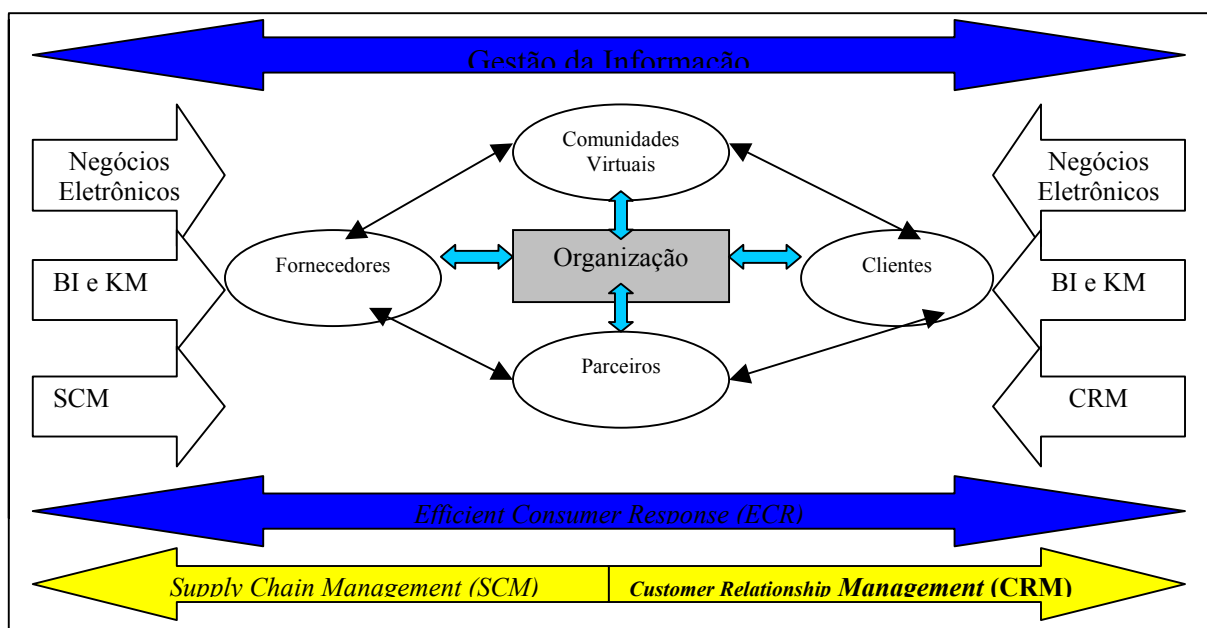 Gestão da Informação
Comunidades
Virtuais
Negócios
Eletrônicos
Negócios
Eletrônicos
Fornecedores
Organização
Clientes
BI e KM
BI e KM
Parceiros
SCM
CRM
Efficient Consumer Response (ECR)
Supply Chain Management (SCM)
Customer Relationship Management (CRM)